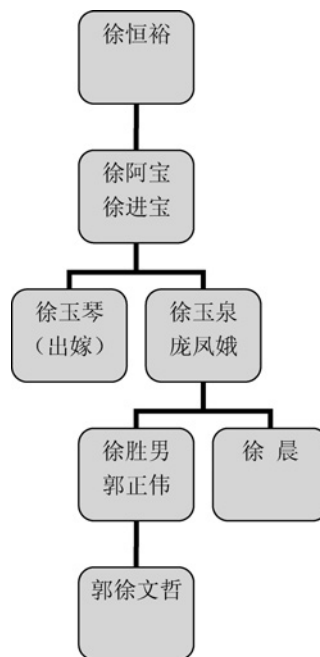 徐恒裕
徐阿宝
徐进宝
徐玉琴
（出嫁）
徐玉泉
庞凤娥
徐胜男
郭正伟
徐 晨
郭徐文哲